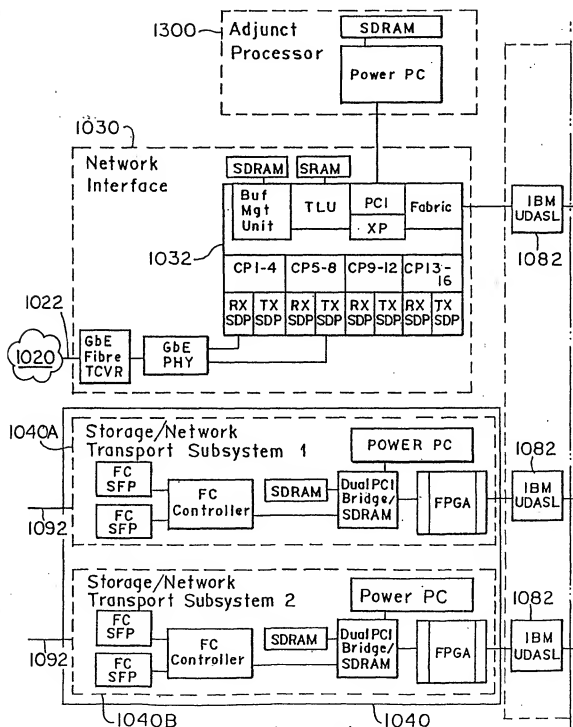 1300
Adjunct
Processor
SDRAM
Power PC
1030
Network
Interface
SDRAM
SRAM
Buf
Mgt
Unit
TLU
PCI
XP
Fabric
IBM
UDASL
1082
1032
CP1-4
CP5-8
CP9-12
CP13-
16
RX
SDP
TX
SDP
RX
SDP
TX
SDP
RX
SDP
TX
SDP
RX
SDP
TX
SDP
1022
1020
GbE
Fibre
TCVR
GbE
PHY
1040A
Storage/Network
Transport Subsystem 1
POWER PC
FC
SFP
FC
SFP
FC
Controller
SDRAM
Dual PCI
Bridge/
SDRAM
FPGA
1082
IBM
UDASL
1092
Storage/Network
Transport Subsystem 2
Power PC
FC
SFP
FC
SFP
FC
Controller
SDRAM
Dual PCI
Bridge/
SDRAM
FPGA
1082
IBM
UDASL
1092
1040B
1040